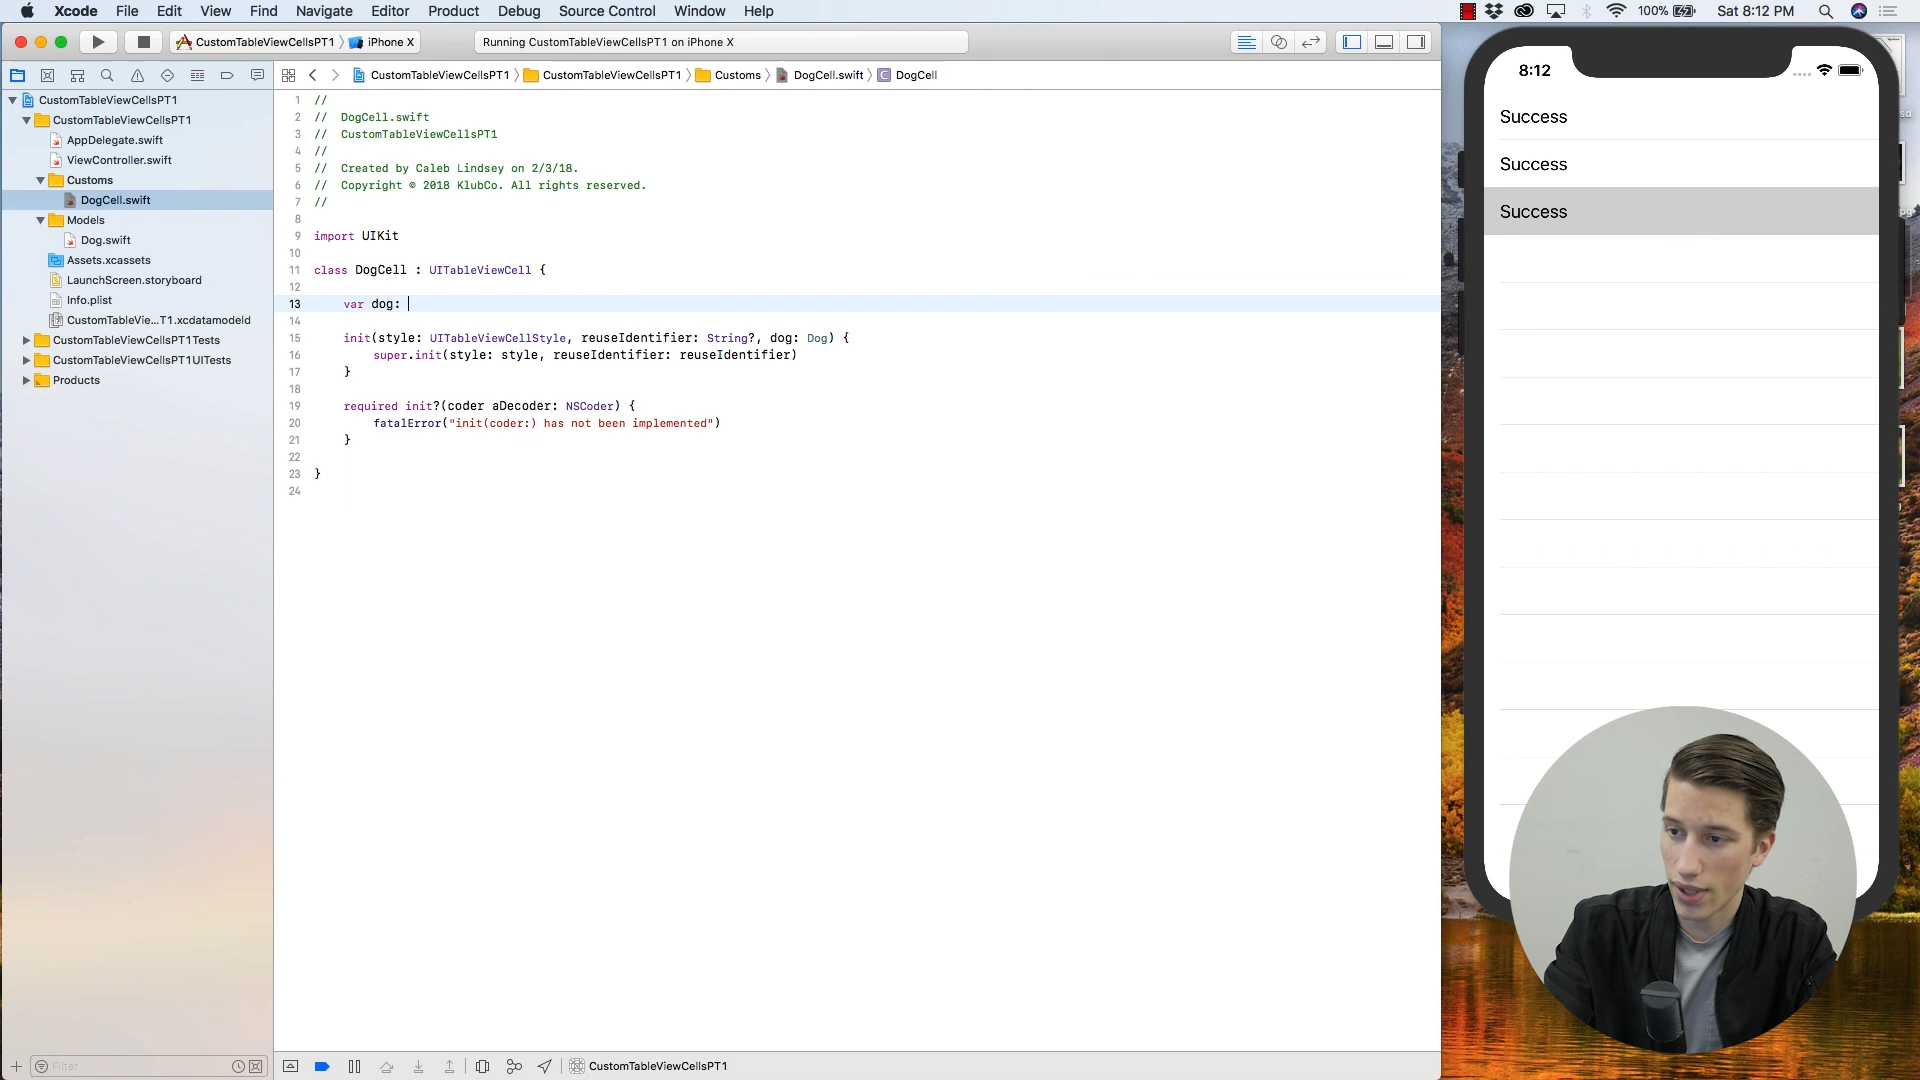 Xcode File Edit View Find Navigate Editor Product Debug Source Control Window Help 100% Sat 8:12 PM
CustomTableViewCellsPT1 〉 iPhone X
Running CustomTableViewCellsPT1 on iPhone X
CustomTableViewCellsPT1 〉 CustomTableViewCellsPT1 〉 Customs 〉 DogCell.swift 〉 C DogCell
CustomTableViewCellsPT1
CustomTableViewCellsPT1
AppDelegate.swift
ViewController.swift
Customs
DogCell.swift
Models
Dog.swift
Assets.xcassets
LaunchScreen.storyboard
Info.plist
CustomTableVie...T1.xcdatamodeld
CustomTableViewCellsPT1Tests
CustomTableViewCellsPT1UITests
Products
Filter
1 //
2 // DogCell.swift
3 // CustomTableViewCellsPT1
4 //
5 // Created by Caleb Lindsey on 2/3/18.
6 // Copyright © 2018 KlubCo. All rights reserved.
7 //
8
9 import UIKit
10
11 class DogCell : UITableViewCell {
12
13 var dog:
14
15 init(style: UITableViewCellStyle, reuseIdentifier: String?, dog: Dog) {
16 super.init(style: style, reuseIdentifier: reuseIdentifier)
17 }
18
19 required init?(coder aDecoder: NSCoder) {
20 fatalError("init(coder:) has not been implemented")
21 }
22
23 }
24
CustomTableViewCellsPT1
8:12
Success
Success
Success
sd
pg